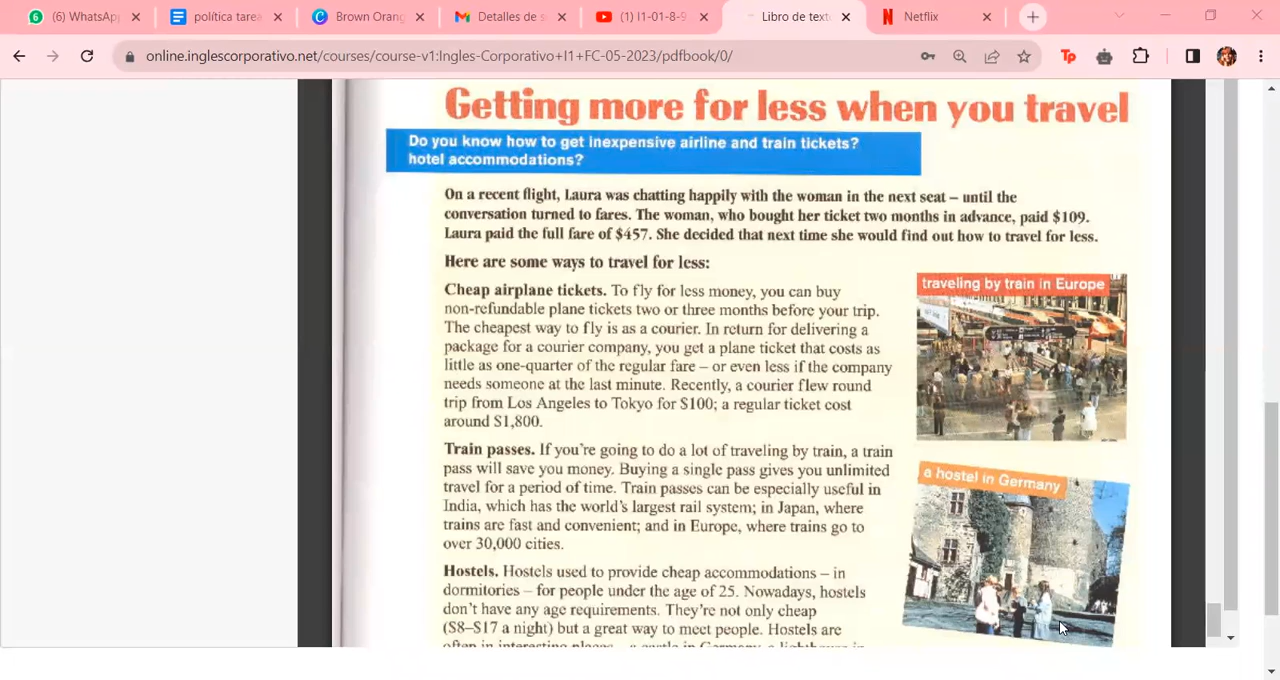 (6) WhatsApp
política tarea
Brown Orang
Detalles de s
(1) I1-01-8-9
Libro de texto
Netflix
online.inglescorporativo.net/courses/course-v1:Ingles-Corporativo+I1+FC-05-2023/pdfbook/0/
Getting more for less when you travel
Do you know how to get inexpensive airline and train tickets?
hotel accommodations?
On a recent flight, Laura was chatting happily with the woman in the next seat – until the
conversation turned to fares. The woman, who bought her ticket two months in advance, paid $109.
Laura paid the full fare of $457. She decided that next time she would find out how to travel for less.
Here are some ways to travel for less:
Cheap airplane tickets. To fly for less money, you can buy
non-refundable plane tickets two or three months before your trip.
The cheapest way to fly is as a courier. In return for delivering a
package for a courier company, you get a plane ticket that costs as
little as one-quarter of the regular fare – or even less if the company
needs someone at the last minute. Recently, a courier flew round
trip from Los Angeles to Tokyo for $100; a regular ticket cost
around $1,800.
traveling by train in Europe
Train passes. If you're going to do a lot of traveling by train, a train
pass will save you money. Buying a single pass gives you unlimited
travel for a period of time. Train passes can be especially useful in
India, which has the world's largest rail system; in Japan, where
trains are fast and convenient; and in Europe, where trains go to
over 30,000 cities.
a hostel in Germany
Hostels. Hostels used to provide cheap accommodations – in
dormitories – for people under the age of 25. Nowadays, hostels
don't have any age requirements. They're not only cheap
($8–$17 a night) but a great way to meet people. Hostels are
often in interesting places – a castle in Germany, a lighthouse in